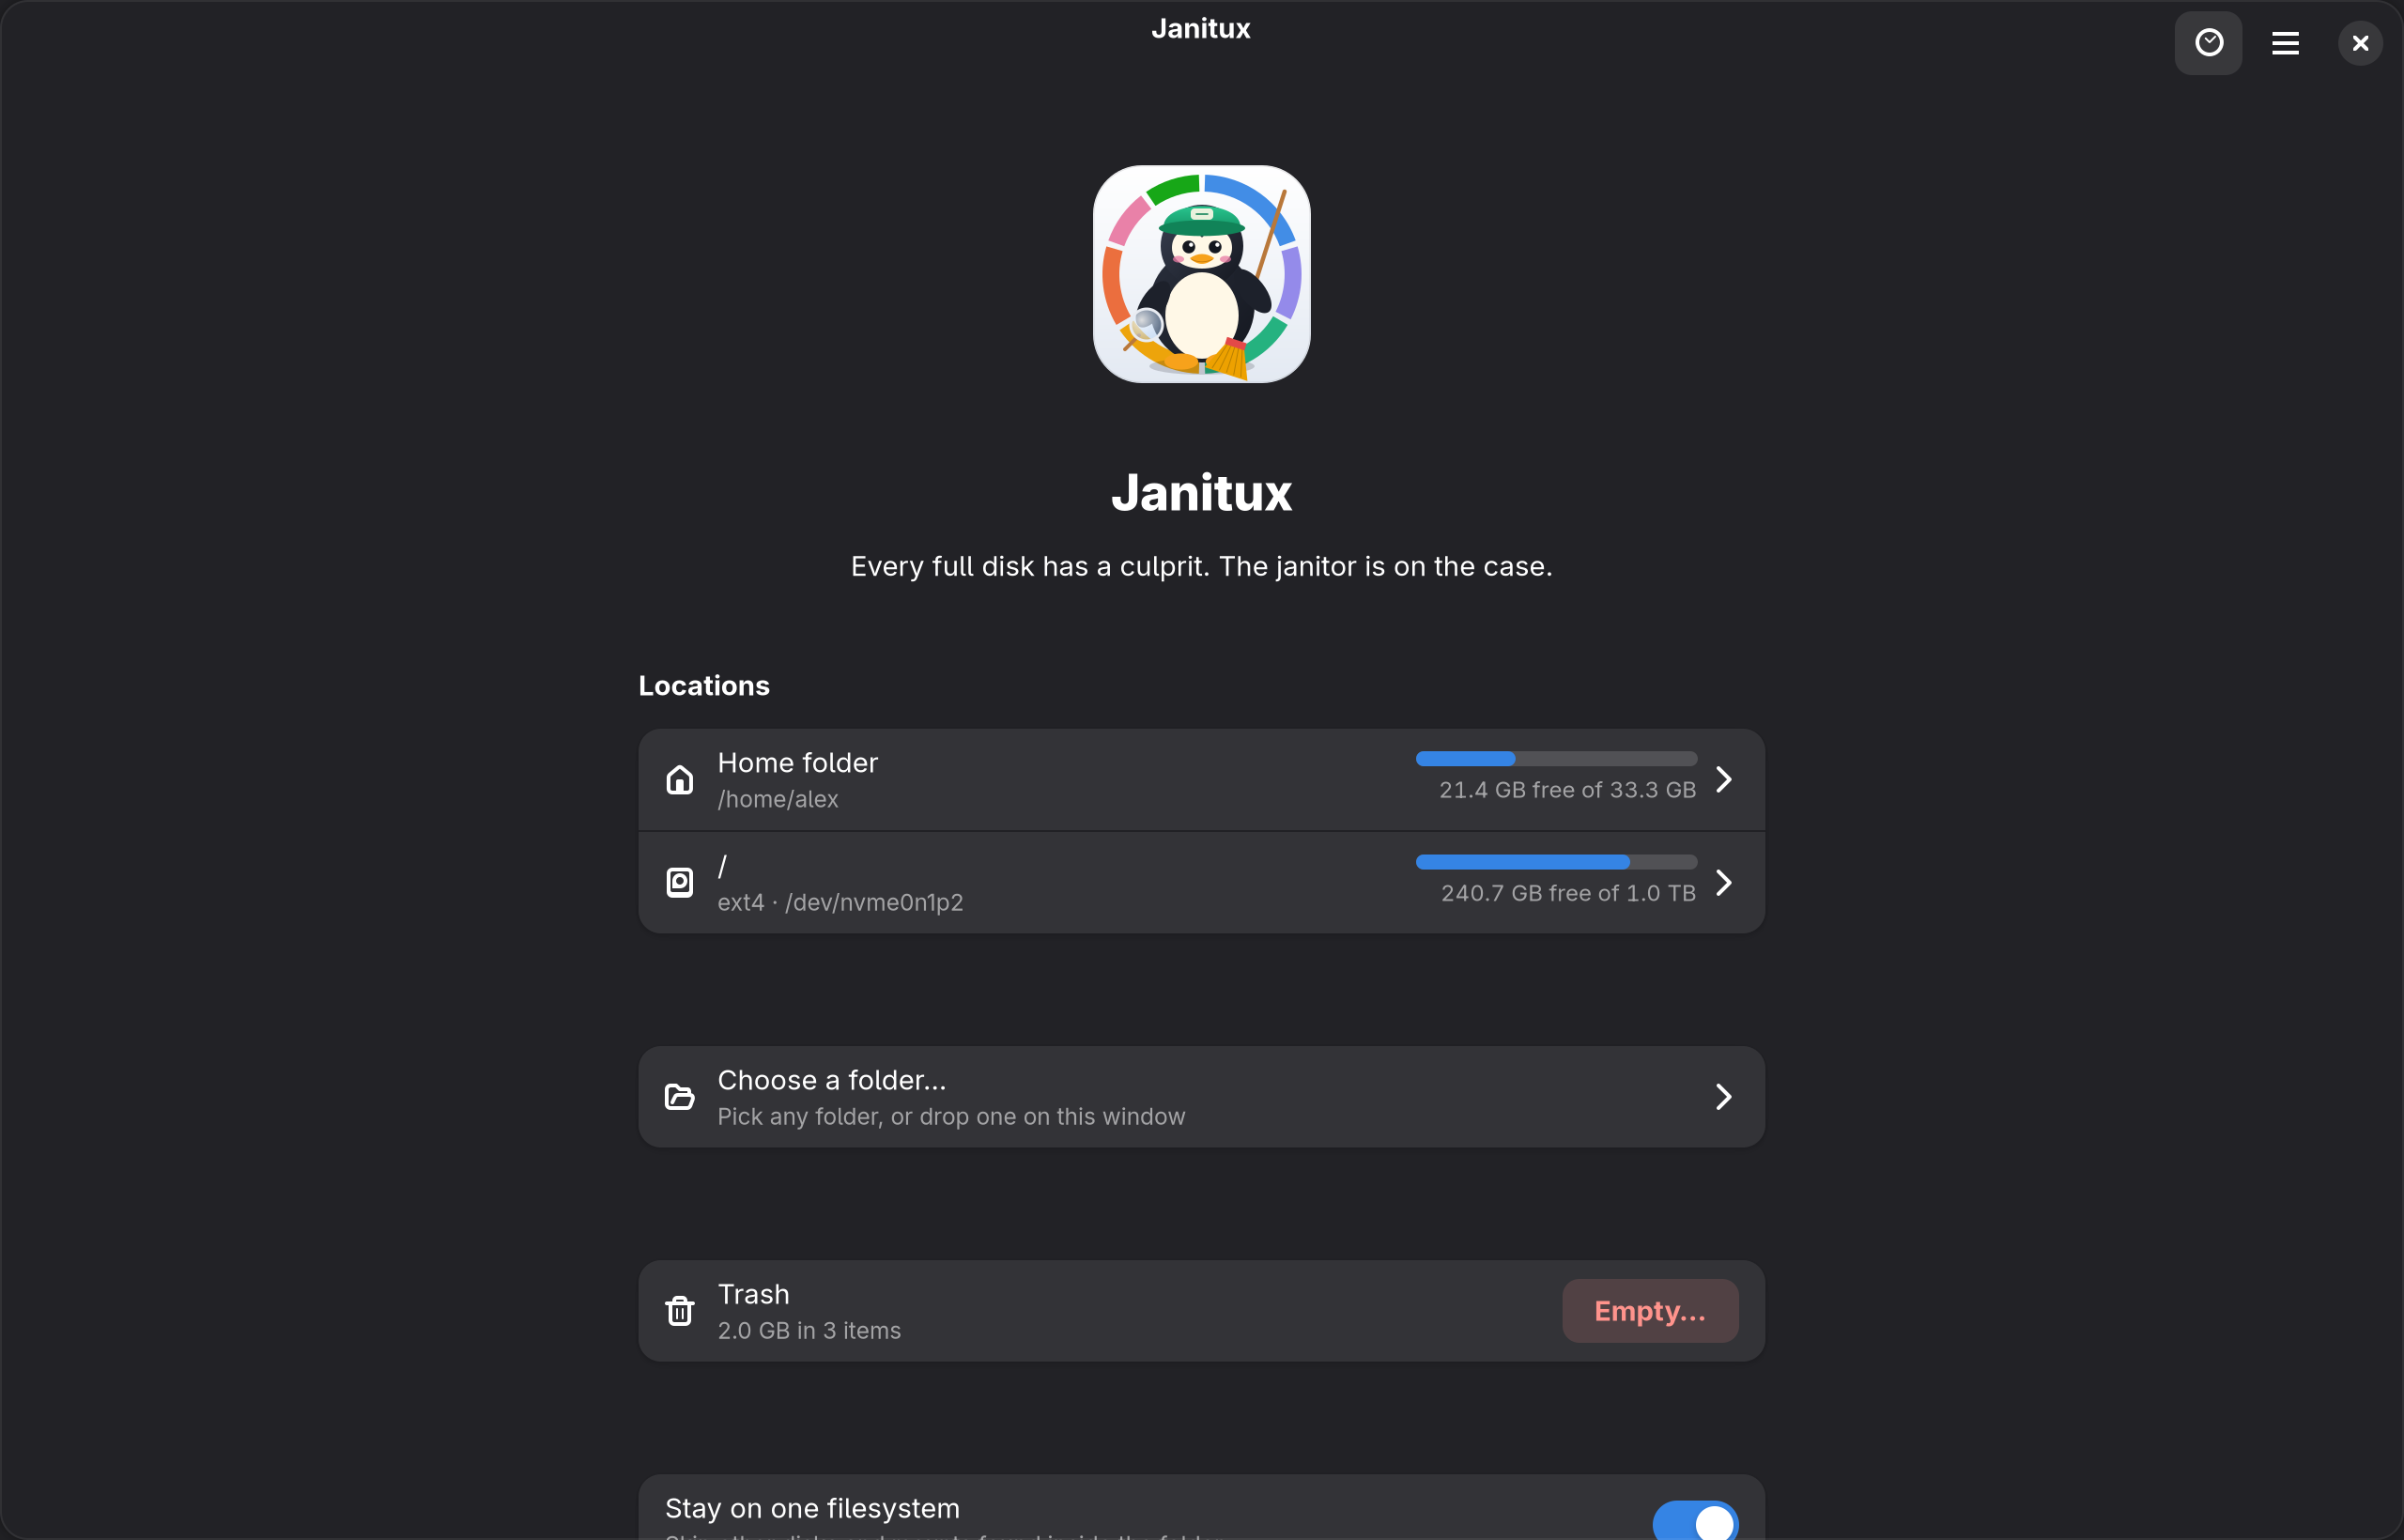 Janitux
Janitux
Every full disk has a culprit. The janitor is on the case.
Locations
Home folder
/home/alex
21.4 GB free of 33.3 GB
/
ext4 · /dev/nvme0n1p2
240.7 GB free of 1.0 TB
Choose a folder…
Pick any folder, or drop one on this window
Trash
2.0 GB in 3 items
Empty…
Stay on one filesystem